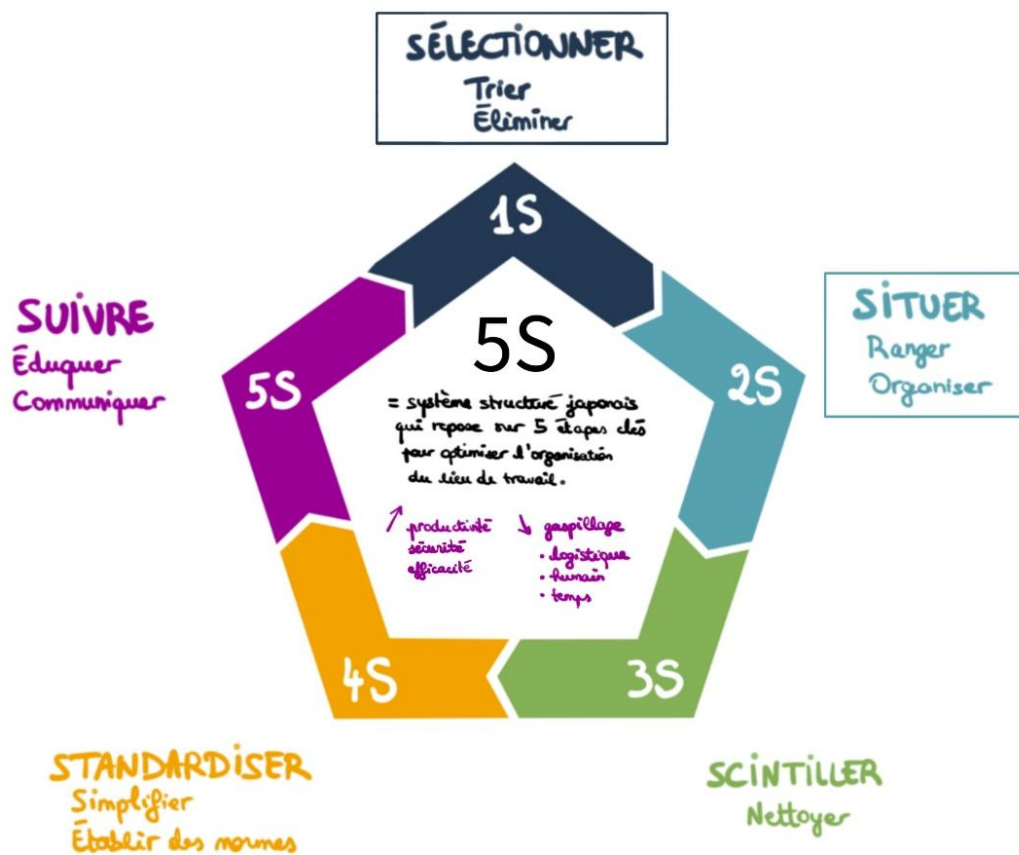 SÉLECTIONNER
Trier
Éliminer
1S
SITUER
Ranger
Organiser
2S
SUIVRE
Éduquer
Communiquer
5S
5S
= système structuré japonais
qui repose sur 5 étapes clés
pour optimiser l'organisation
du lieu de travail.
↗ productivité
sécurité
efficacité
↘ gaspillage
• logistique
• humain
• temps
4S
3S
STANDARDISER
Simplifier
Établir des normes
SCINTILLER
Nettoyer